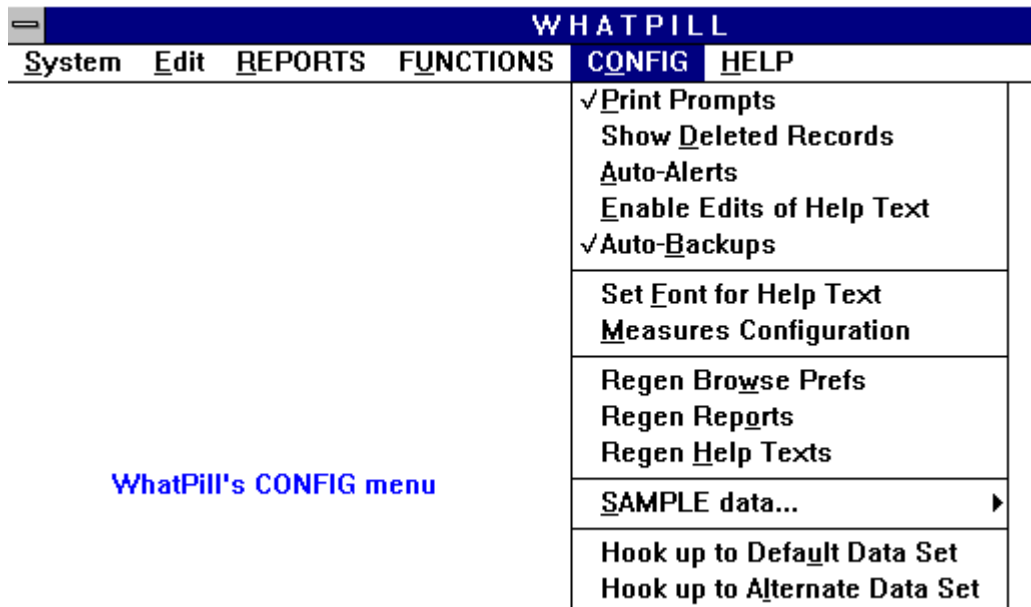 WHATPILL
System Edit REPORTS FUNCTIONS CONFIG HELP
√Print Prompts
Show Deleted Records
Auto-Alerts
Enable Edits of Help Text
√Auto-Backups
Set Font for Help Text
Measures Configuration
Regen Browse Prefs
Regen Reports
Regen Help Texts
WhatPill's CONFIG menu
SAMPLE data...
Hook up to Default Data Set
Hook up to Alternate Data Set